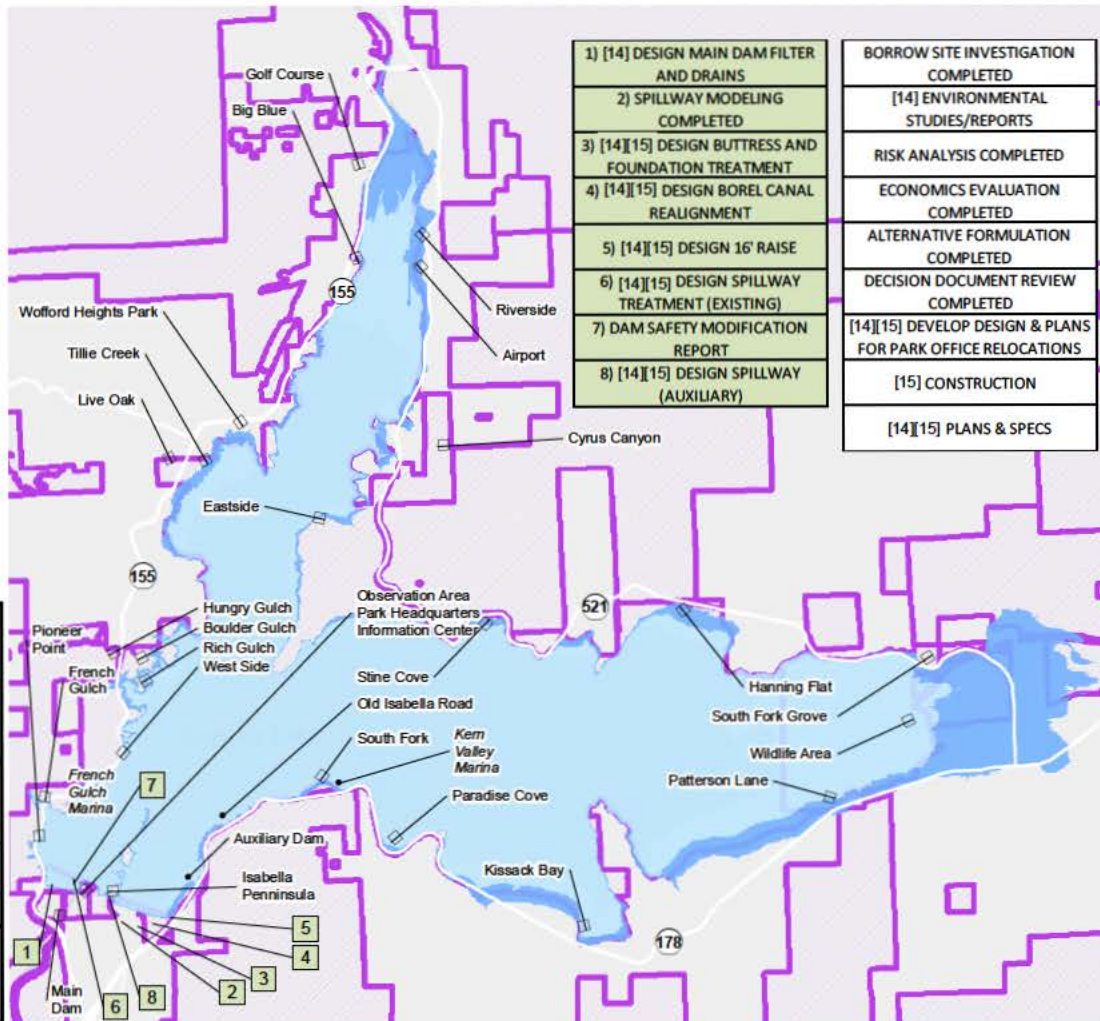 Golf Course
Big Blue
1) [14] DESIGN MAIN DAM FILTER
AND DRAINS
2) SPILLWAY MODELING
COMPLETED
3) [14][15] DESIGN BUTTRESS AND
FOUNDATION TREATMENT
4) [14][15] DESIGN BOREL CANAL
REALIGNMENT
5) [14][15] DESIGN 16' RAISE
6) [14][15] DESIGN SPILLWAY
TREATMENT (EXISTING)
7) DAM SAFETY MODIFICATION
REPORT
8) [14][15] DESIGN SPILLWAY
(AUXILIARY)
BORROW SITE INVESTIGATION
COMPLETED
[14] ENVIRONMENTAL
STUDIES/REPORTS
RISK ANALYSIS COMPLETED
ECONOMICS EVALUATION
COMPLETED
ALTERNATIVE FORMULATION
COMPLETED
DECISION DOCUMENT REVIEW
COMPLETED
[14][15] DEVELOP DESIGN & PLANS
FOR PARK OFFICE RELOCATIONS
[15] CONSTRUCTION
[14][15] PLANS & SPECS
155
Wofford Heights Park
Riverside
Tillie Creek
Airport
Live Oak
Cyrus Canyon
Eastside
155
521
Hungry Gulch
Boulder Gulch
Rich Gulch
West Side
Pioneer
Point
French
Gulch
Observation Area
Park Headquarters
Information Center
Stine Cove
Old Isabella Road
Hanning Flat
South Fork Grove
Wildlife Area
Patterson Lane
South Fork
Kern
Valley
Marina
French
Gulch
Marina
7
Paradise Cove
Auxiliary Dam
Kissack Bay
Isabella
Penninsula
5
4
3
2
8
6
1
Main
Dam
178